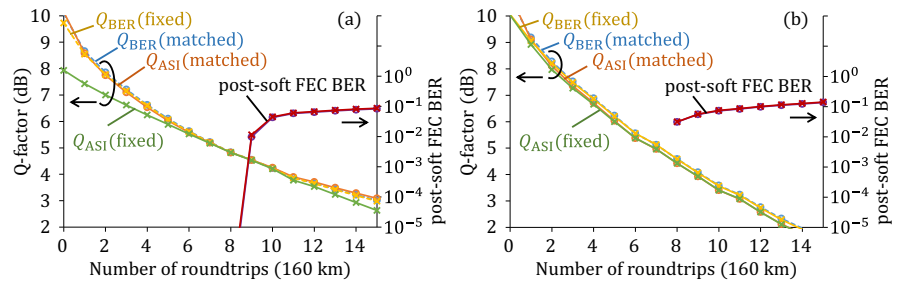 (a)
Q_BER(fixed)
Q_BER(matched)
Q_ASI(matched)
post-soft FEC BER
Q_ASI(fixed)
Q-factor (dB)
10
9
8
7
6
5
4
3
2
10^0
10^-1
10^-2
10^-3
10^-4
10^-5
post-soft FEC BER
0 2 4 6 8 10 12 14
Number of roundtrips (160 km)
(b)
Q_BER(fixed)
Q_BER(matched)
Q_ASI(matched)
post-soft FEC BER
Q_ASI(fixed)
Q-factor (dB)
10
9
8
7
6
5
4
3
2
10^0
10^-1
10^-2
10^-3
10^-4
10^-5
post-soft FEC BER
0 2 4 6 8 10 12 14
Number of roundtrips (160 km)